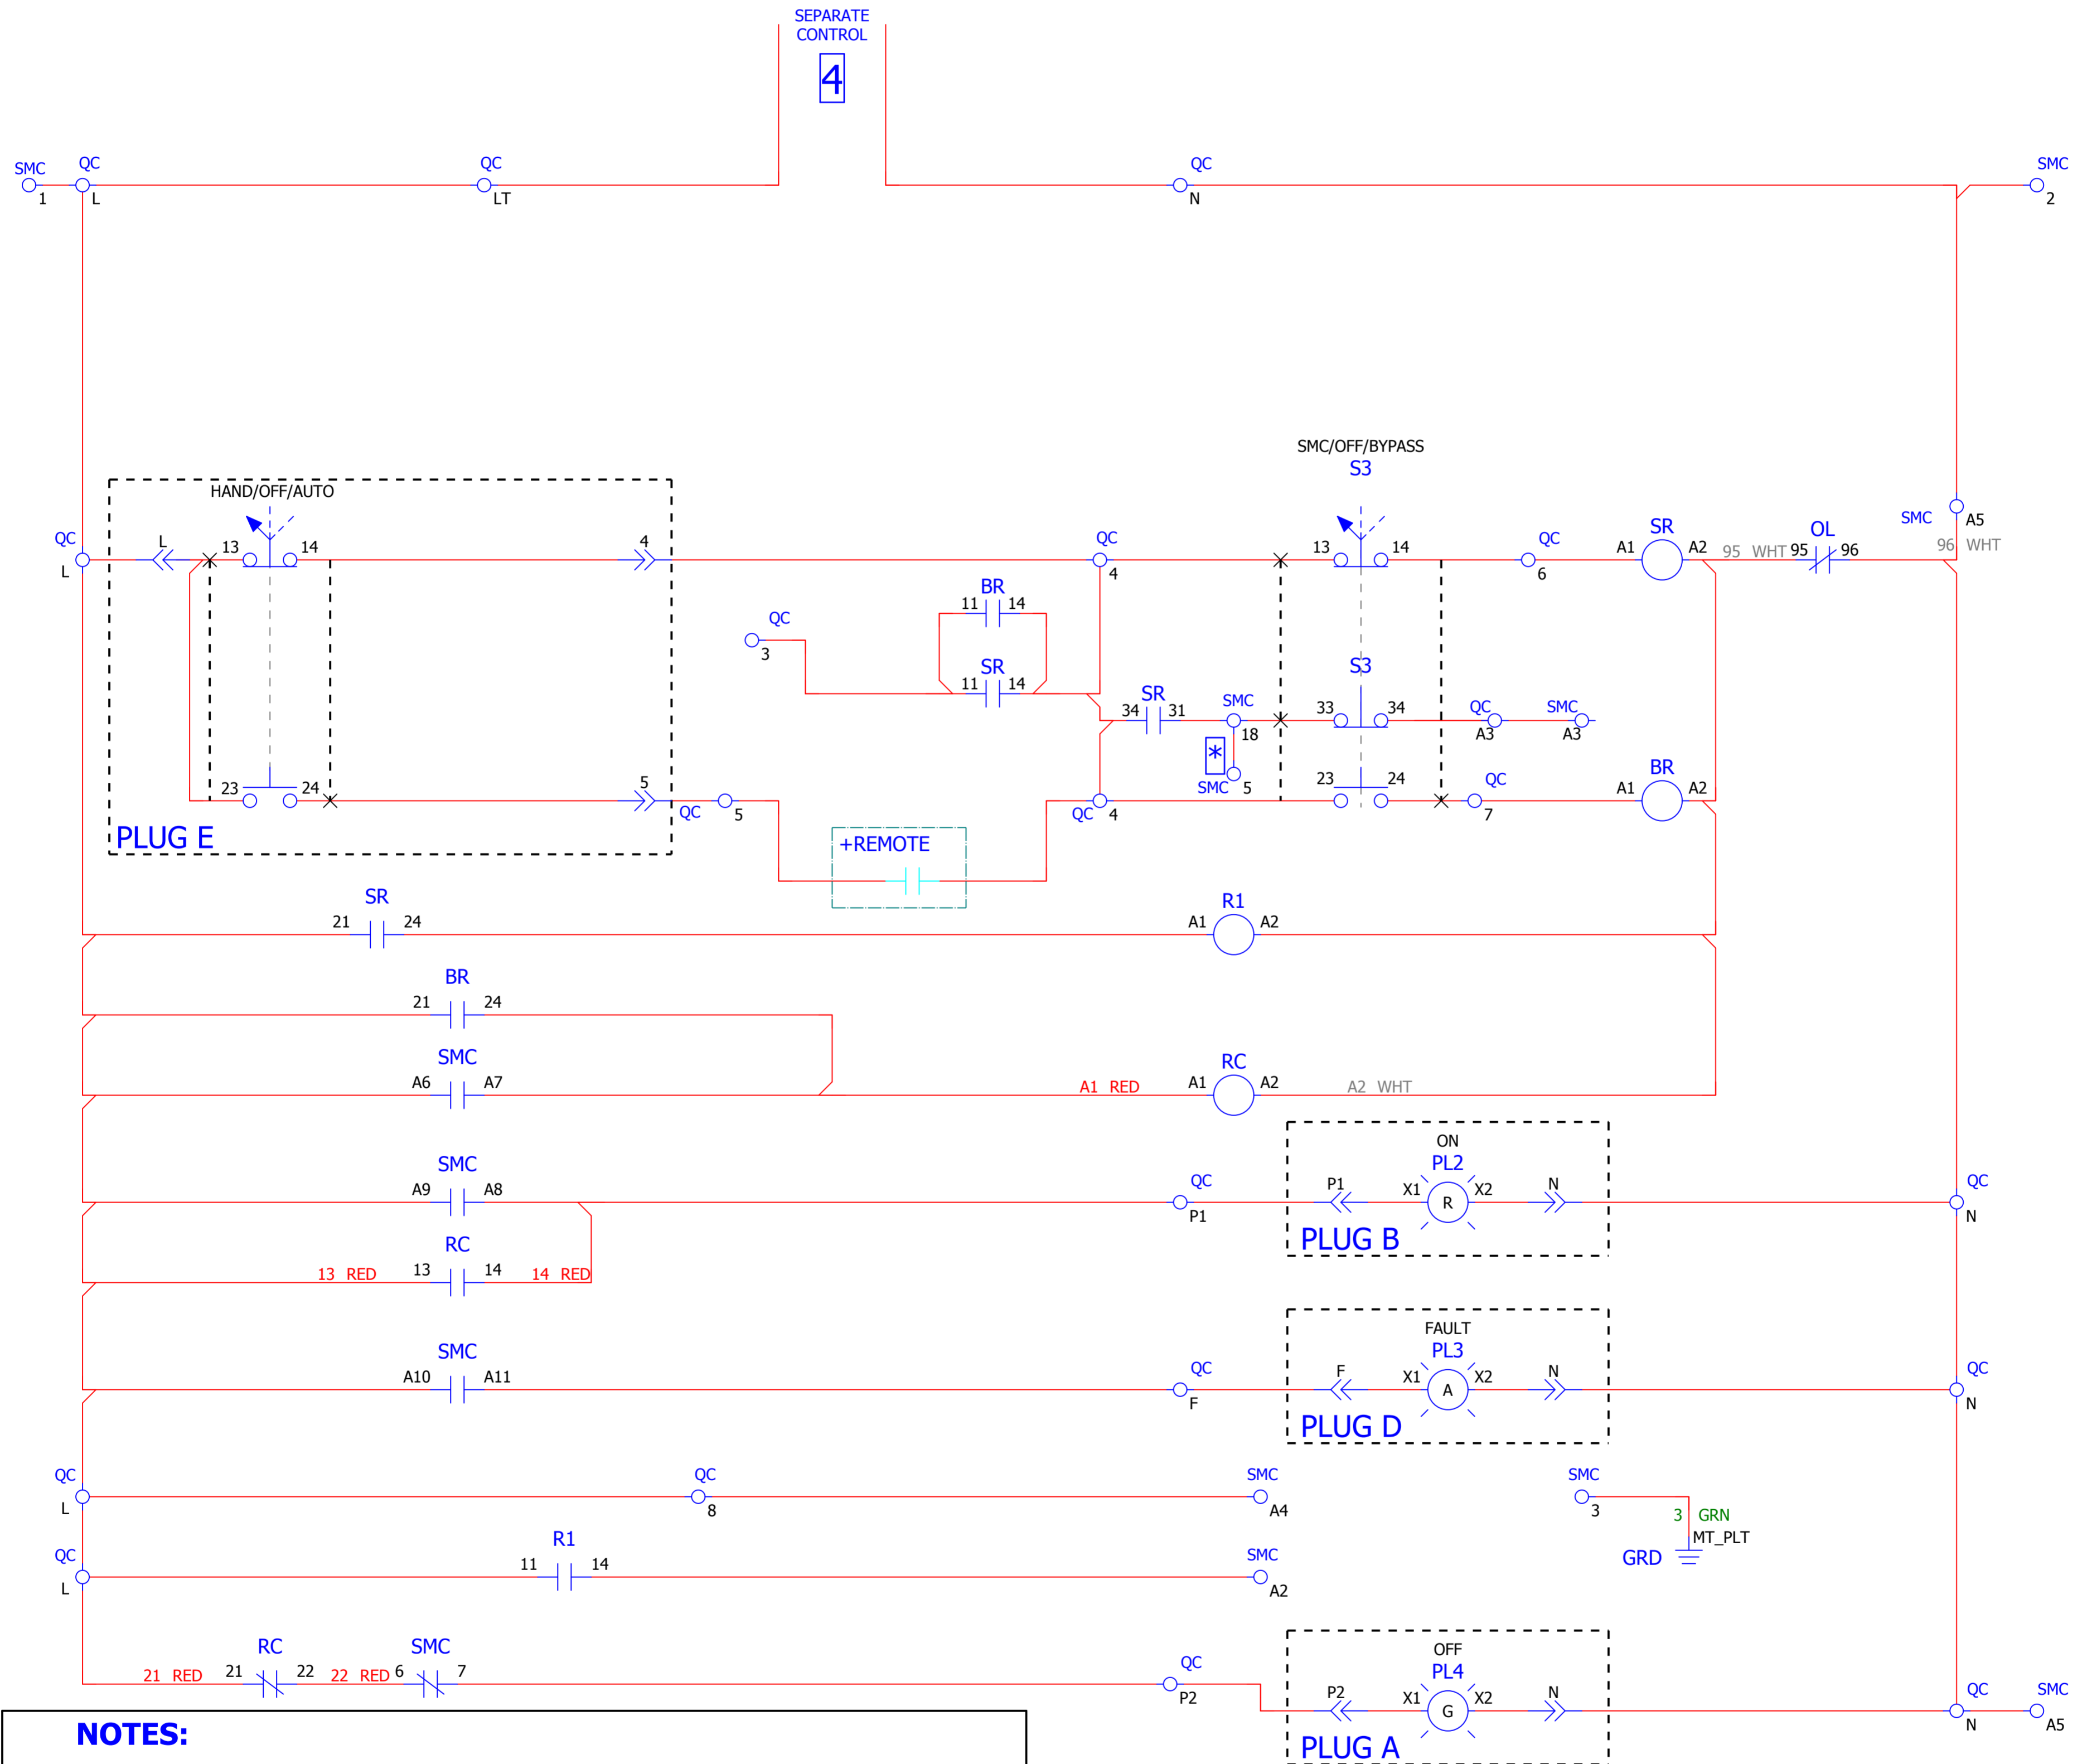 SEPARATE
CONTROL
4
SMC
1
QC
L
QC
LT
QC
N
SMC
2
SMC/OFF/BYPASS
S3
HAND/OFF/AUTO
QC
L
L
13
14
4
QC
4
13
14
QC
6
SR
A1
A2
95 WHT
OL
95
96
SMC
A5
96 WHT
BR
11
14
QC
3
SR
11
14
S3
SR
34
31
SMC
18
33
34
QC
A3
SMC
A3
*
SMC
5
23
24
5
QC
5
QC
4
23
24
QC
7
BR
A1
A2
PLUG E
+REMOTE
SR
21
24
R1
A1
A2
BR
21
24
SMC
A6
A7
A1 RED
RC
A1
A2
A2 WHT
ON
PL2
SMC
A9
A8
QC
P1
P1
X1
R
X2
N
QC
N
PLUG B
RC
13 RED
13
14
14 RED
FAULT
PL3
SMC
A10
A11
QC
F
F
X1
A
X2
N
QC
N
PLUG D
QC
L
QC
8
SMC
A4
SMC
3
3 GRN
MT_PLT
GRD
QC
L
R1
11
14
SMC
A2
OFF
PL4
RC
21 RED
21
22
22 RED
SMC
6
7
QC
P2
P2
X1
G
X2
N
QC
N
SMC
A5
PLUG A
NOTES: